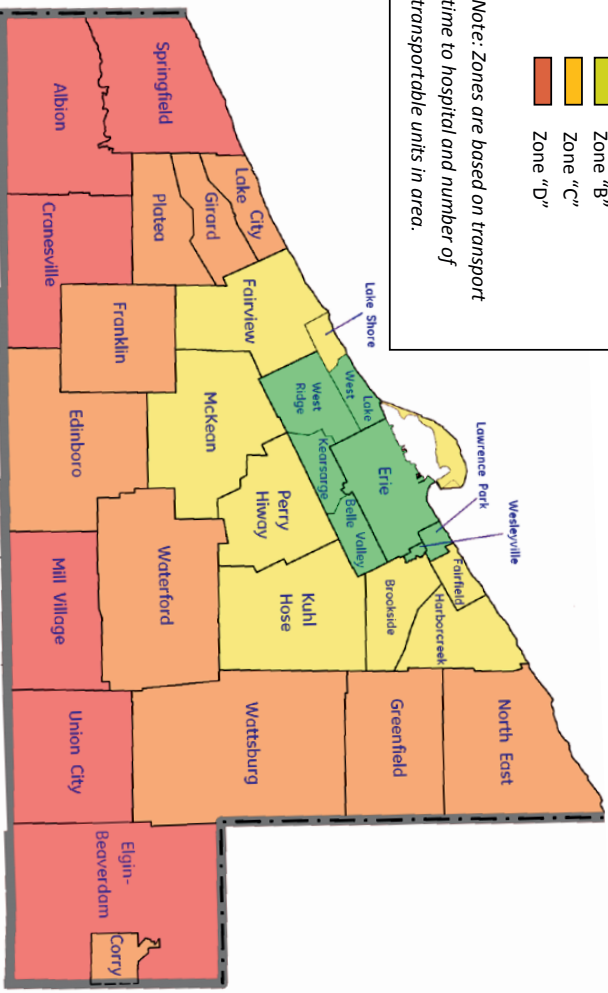 Zone "B"
Zone "C"
Zone "D"
Note: Zones are based on transport
time to hospital and number of
transportable units in area.
North East
Wesleyville
Lawrence Park
Fairfield
Harborcreek
Lake Shore
Lake
West
Erie
Brookside
Greenfield
West
Ridge
Kearsarge
Belle Valley
Lake City
Fairview
Girard
Perry
Hiway
Kuhl
Hose
Wattsburg
McKean
Springfield
Platea
Waterford
Franklin
Edinboro
Elgin-
Beaverdam
Corry
Albion
Cranesville
Mill Village
Union City